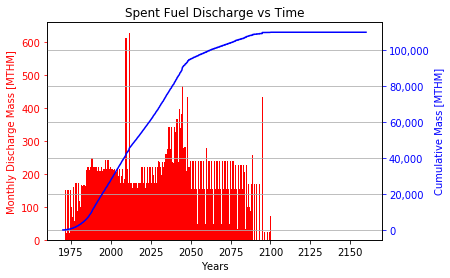 Spent Fuel Discharge vs Time
Monthly Discharge Mass [MTHM]
600
500
400
300
200
100
0
100,000
80,000
60,000
40,000
20,000
0
Cumulative Mass [MTHM]
1975 2000 2025 2050 2075 2100 2125 2150
Years